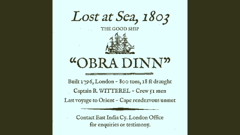 Lost at Sea, 1803
THE GOOD SHIP
“OBRA DINN”
Built 1796, London ~ 800 tons, 18 ft draught
Captain R. WITTEREL ~ Crew 51 men
Last voyage to Orient ~ Cape rendezvous unmet
Contact East India Cy. London Office
for enquiries or testimony.